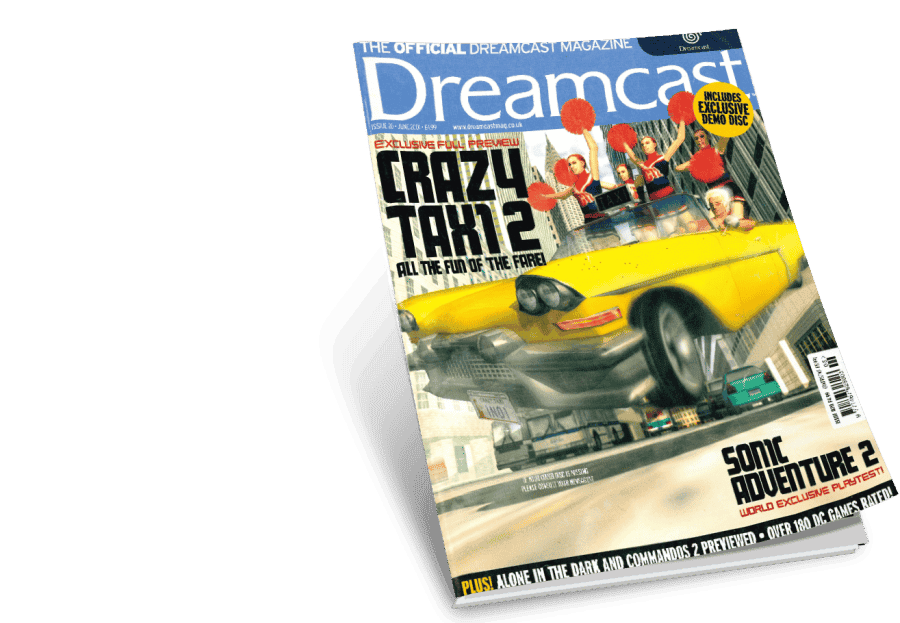 Dreamcast
THE OFFICIAL DREAMCAST MAGAZINE
Dreamcast
INCLUDES
EXCLUSIVE
DEMO DISC
www.dreamcastmag.co.uk
EXCLUSIVE FULL PREVIEW
CRAZY
TAXI 2
ALL THE FUN OF THE FARE!
TAXI
SONIC
ADVENTURE 2
WORLD EXCLUSIVE PLAYTEST!
PLUS! ALONE IN THE DARK AND COMMANDOS 2 PREVIEWED • OVER 180 DC GAMES RATED!